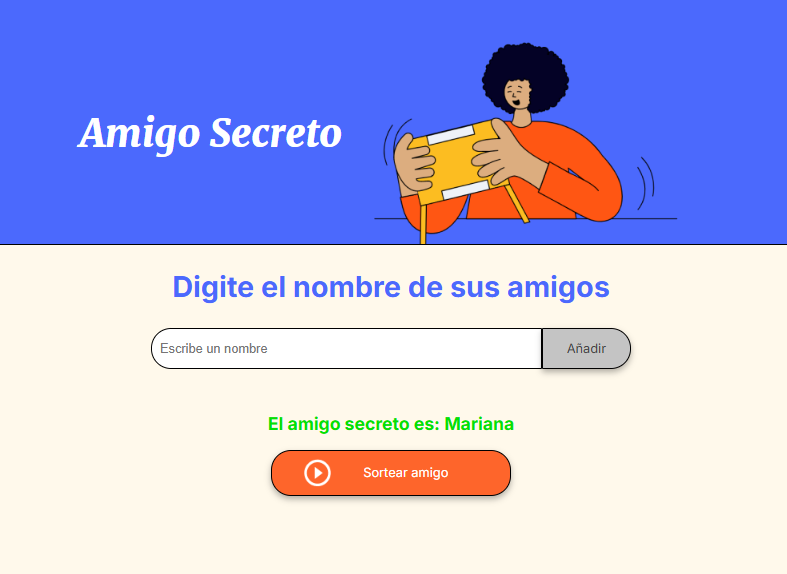 Amigo Secreto
Digite el nombre de sus amigos
Escribe un nombre
Añadir
El amigo secreto es: Mariana
Sortear amigo